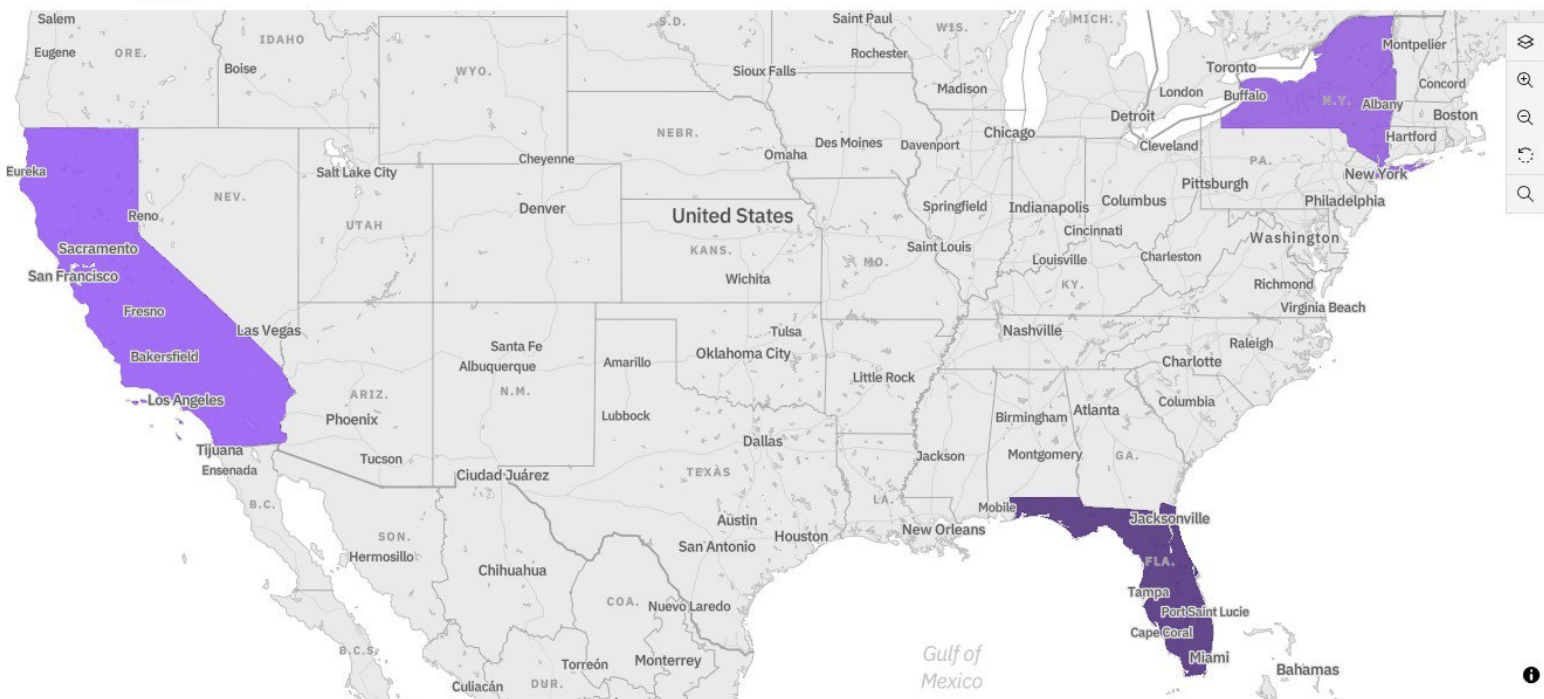 Salem
Saint Paul
S.D.
WIS.
MICH.
Eugene
ORE.
IDAHO
Rochester
Montpelier
Boise
WYO.
Sioux Falls
Toronto
Madison
London
Buffalo
N.Y.
Albany
Concord
Detroit
Boston
NEBR.
Chicago
Hartford
Des Moines
Davenport
Cleveland
Omaha
Cheyenne
PA.
Eureka
Salt Lake City
New York
Pittsburgh
NEV.
Denver
Springfield
Indianapolis
Columbus
Philadelphia
Reno
UTAH
United States
Cincinnati
Sacramento
KANS.
Saint Louis
Washington
San Francisco
Wichita
MO.
Louisville
Charleston
KY.
Richmond
Fresno
Virginia Beach
Las Vegas
Tulsa
Nashville
Bakersfield
Santa Fe
Oklahoma City
Raleigh
Albuquerque
Amarillo
Charlotte
Little Rock
Los Angeles
ARIZ.
N.M.
Columbia
Phoenix
Lubbock
Birmingham
Atlanta
Tijuana
Dallas
Ensenada
Tucson
Jackson
Montgomery
GA.
Ciudad Juárez
TEXAS
B.C.
LA.
Mobile
Austin
Jacksonville
New Orleans
SON.
San Antonio
Houston
Hermosillo
Chihuahua
FLA.
COA.
Nuevo Laredo
Tampa
Port Saint Lucie
Cape Coral
B.C.S.
Gulf of
Mexico
Miami
Torreón
Monterrey
Bahamas
Culiacán
DUR.